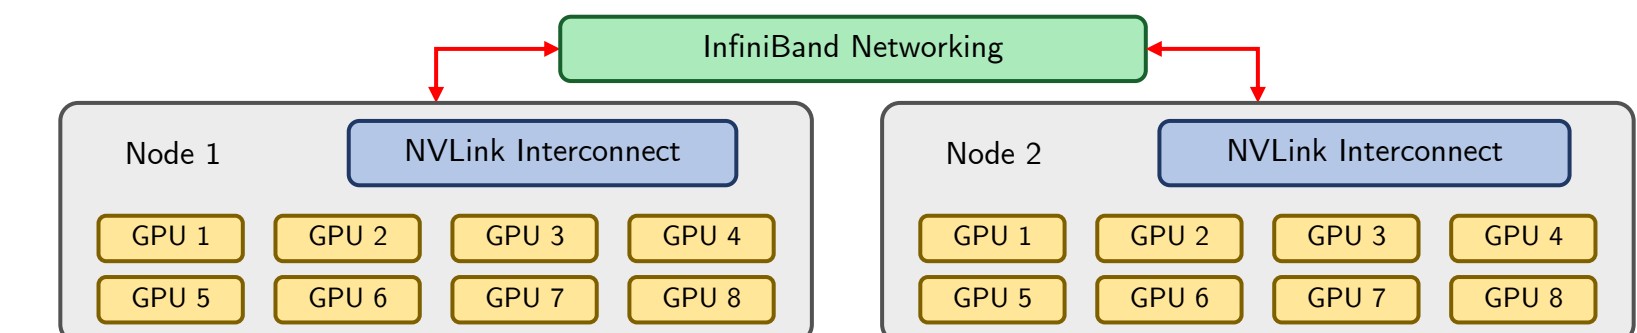 InfiniBand Networking
Node 1
NVLink Interconnect
GPU 1 GPU 2 GPU 3 GPU 4
GPU 5 GPU 6 GPU 7 GPU 8
Node 2
NVLink Interconnect
GPU 1 GPU 2 GPU 3 GPU 4
GPU 5 GPU 6 GPU 7 GPU 8